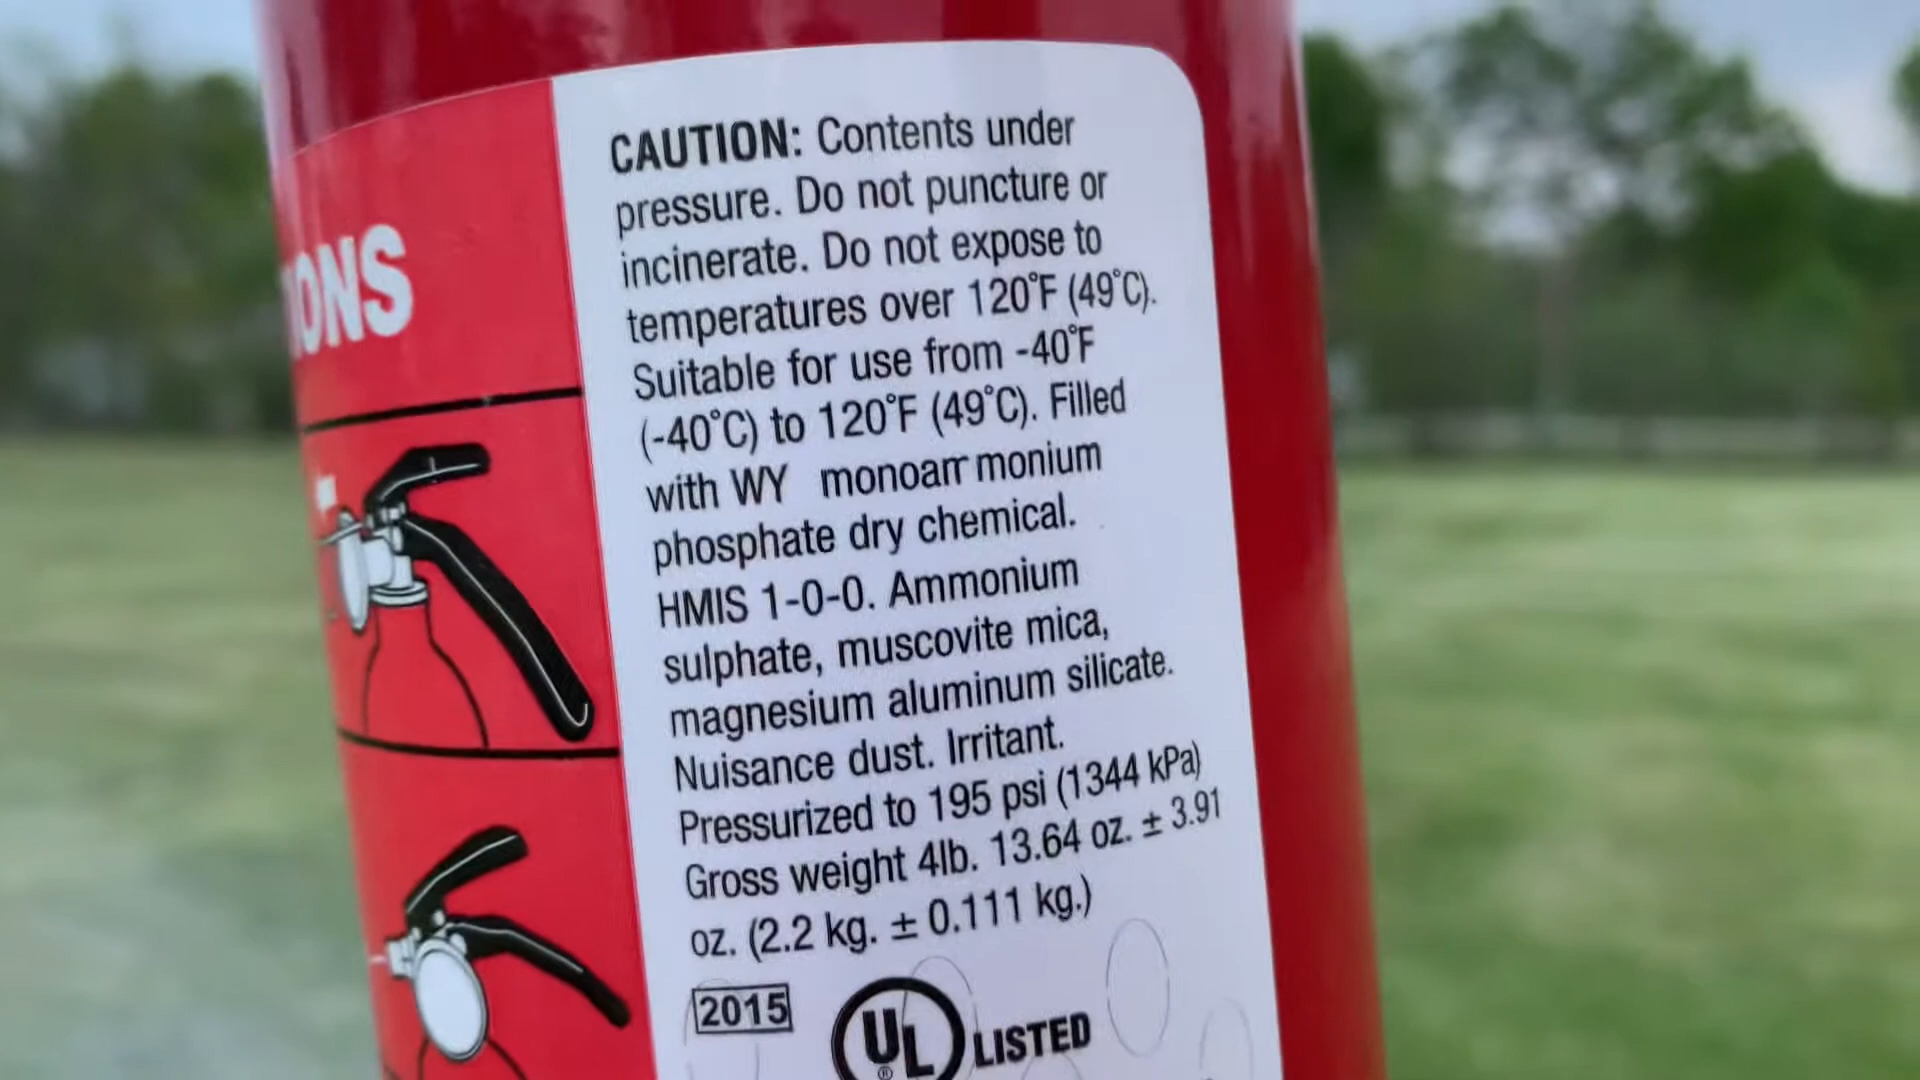 IONS
CAUTION: Contents under
pressure. Do not puncture or
incinerate. Do not expose to
temperatures over 120°F (49°C).
Suitable for use from -40°F
(-40°C) to 120°F (49°C). Filled
with WY monoarr monium
phosphate dry chemical.
HMIS 1-0-0. Ammonium
sulphate, muscovite mica,
magnesium aluminum silicate.
Nuisance dust. Irritant.
Pressurized to 195 psi (1344 kPa)
Gross weight 4lb. 13.64 oz. ± 3.91
oz. (2.2 kg. ± 0.111 kg.)
2015
UL® LISTED